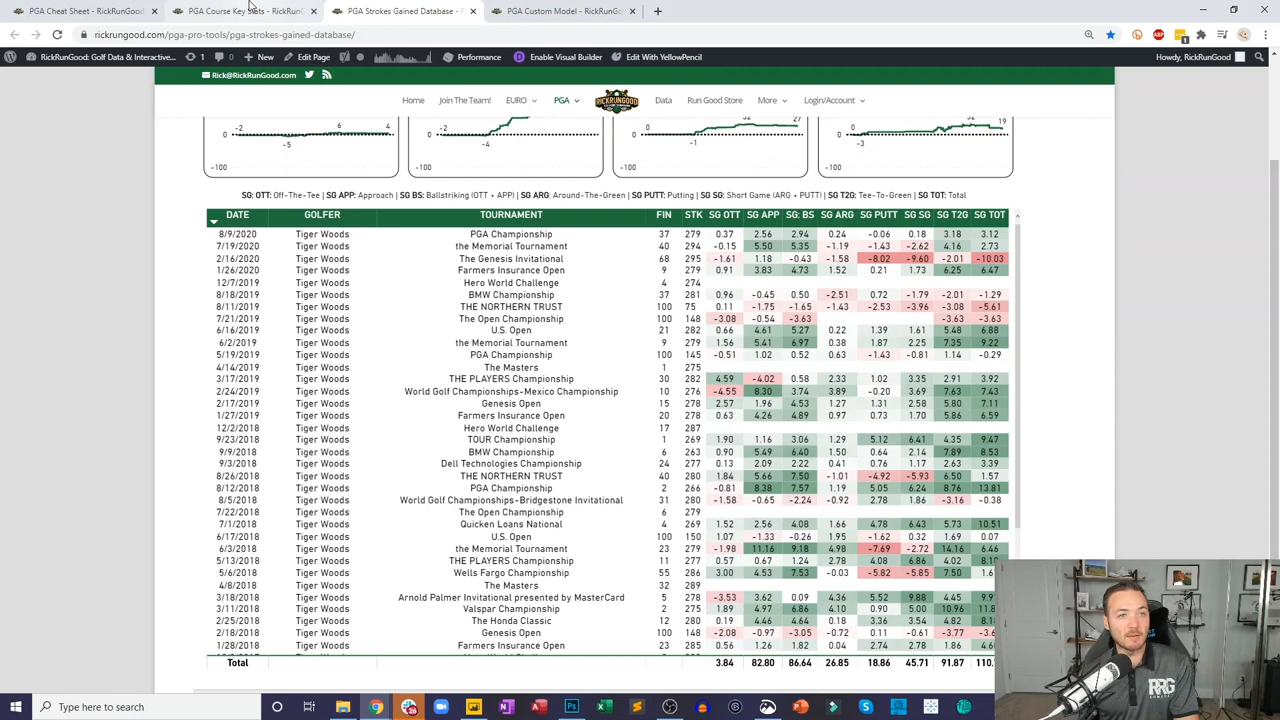 PGA Cheat Sheet - RickRunGood
PGA Course Key Stats - RickRunG
PGA Strokes Gained Database -
PGA Custom Model - RickRunGo
rickrungood.com/pga-pro-tools/pga-strokes-gained-database/
RickRunGood: Golf Data & Interactive... 1 0 New Edit Page Performance Enable Visual Builder Edit With YellowPencil Howdy, RickRunGood
Rick@RickRunGood.com
Home Join The Team! EURO PGA RICKRUNGOOD Data Run Good Store More Login/Account
-2 6 4 -2 0 27 0 19
0 0 0 0
-5 -4 -1 -3
-100 -100 -100 -100
SG: OTT: Off-The-Tee | SG APP: Approach | SG BS: Ballstriking (OTT + APP) | SG ARG: Around-The-Green | SG PUTT: Putting | SG SG: Short Game (ARG + PUTT) | SG T2G: Tee-To-Green | SG TOT: Total
DATE GOLFER TOURNAMENT FIN STK SG OTT SG APP SG: BS SG ARG SG PUTT SG SG SG T2G SG TOT
8/9/2020 Tiger Woods PGA Championship 37 279 0.37 2.56 2.94 0.24 -0.06 0.18 3.18 3.12
7/19/2020 Tiger Woods the Memorial Tournament 40 294 -0.15 5.50 5.35 -1.19 -1.43 -2.62 4.16 2.73
2/16/2020 Tiger Woods The Genesis Invitational 68 295 -1.61 1.18 -0.43 -1.58 -8.02 -9.60 -2.01 -10.03
1/26/2020 Tiger Woods Farmers Insurance Open 9 279 0.91 3.83 4.73 1.52 0.21 1.73 6.25 6.47
12/7/2019 Tiger Woods Hero World Challenge 4 274
8/18/2019 Tiger Woods BMW Championship 37 281 0.96 -0.45 0.50 -2.51 0.72 -1.79 -2.01 -1.29
8/11/2019 Tiger Woods THE NORTHERN TRUST 100 75 0.11 -1.75 -1.65 -1.43 -2.53 -3.96 -3.08 -5.61
7/21/2019 Tiger Woods The Open Championship 100 148 -3.08 -0.54 -3.63 -3.63 -3.63
6/16/2019 Tiger Woods U.S. Open 21 282 0.66 4.61 5.27 0.22 1.39 1.61 5.48 6.88
6/2/2019 Tiger Woods the Memorial Tournament 9 279 1.56 5.41 6.97 0.38 1.87 2.25 7.35 9.22
5/19/2019 Tiger Woods PGA Championship 100 145 -0.51 1.02 0.52 0.63 -1.43 -0.81 1.14 -0.29
4/14/2019 Tiger Woods The Masters 1 275
3/17/2019 Tiger Woods THE PLAYERS Championship 30 282 4.59 -4.02 0.58 2.33 1.02 3.35 2.91 3.92
2/24/2019 Tiger Woods World Golf Championships-Mexico Championship 10 276 -4.55 8.30 3.74 3.89 -0.20 3.69 7.63 7.43
2/17/2019 Tiger Woods Genesis Open 15 278 2.57 1.96 4.53 1.27 1.31 2.58 5.80 7.11
1/27/2019 Tiger Woods Farmers Insurance Open 20 278 0.63 4.26 4.89 0.97 0.73 1.70 5.86 6.59
12/2/2018 Tiger Woods Hero World Challenge 17 287
9/23/2018 Tiger Woods TOUR Championship 1 269 1.90 1.16 3.06 1.29 5.12 6.41 4.35 9.47
9/9/2018 Tiger Woods BMW Championship 6 263 0.90 5.49 6.40 1.50 0.64 2.14 7.89 8.53
9/3/2018 Tiger Woods Dell Technologies Championship 24 277 0.13 2.09 2.22 0.41 0.76 1.17 2.63 3.39
8/26/2018 Tiger Woods THE NORTHERN TRUST 40 280 1.84 5.66 7.50 -1.01 -4.92 -5.93 6.50 1.57
8/12/2018 Tiger Woods PGA Championship 2 266 -0.81 8.38 7.57 1.19 5.05 6.24 8.76 13.81
8/5/2018 Tiger Woods World Golf Championships-Bridgestone Invitational 31 280 -1.58 -0.65 -2.24 -0.92 2.78 1.86 -3.16 -0.38
7/22/2018 Tiger Woods The Open Championship 6 279
7/1/2018 Tiger Woods Quicken Loans National 4 269 1.52 2.56 4.08 1.66 4.78 6.43 5.73 10.51
6/17/2018 Tiger Woods U.S. Open 100 150 1.07 -1.33 -0.26 1.95 -1.62 0.32 1.69 0.07
6/3/2018 Tiger Woods the Memorial Tournament 23 279 -1.98 11.16 9.18 4.98 -7.69 -2.72 14.16 6.46
5/13/2018 Tiger Woods THE PLAYERS Championship 11 277 0.57 0.67 1.24 2.78 4.08 6.86 4.02 8.1
5/6/2018 Tiger Woods Wells Fargo Championship 55 286 3.00 4.53 7.53 -0.03 -5.82 -5.85 7.50 1.6
4/8/2018 Tiger Woods The Masters 32 289
3/18/2018 Tiger Woods Arnold Palmer Invitational presented by MasterCard 5 278 -3.53 3.62 0.09 4.36 5.52 9.88 4.45 9.9
3/11/2018 Tiger Woods Valspar Championship 2 275 1.89 4.97 6.86 4.10 0.90 5.00 10.96 11.8
2/25/2018 Tiger Woods The Honda Classic 12 280 0.19 4.46 4.64 0.18 3.36 3.54 4.82 8.1
2/18/2018 Tiger Woods Genesis Open 100 148 -2.08 -0.97 -3.05 -0.72 0.11 -0.61 -3.77 -3.6
1/28/2018 Tiger Woods Farmers Insurance Open 23 285 0.56 1.26 1.82 0.04 2.74 2.78 1.86 4.6
Total 3.84 82.80 86.64 26.85 18.86 45.71 91.87 110.
RRG
Type here to search
26